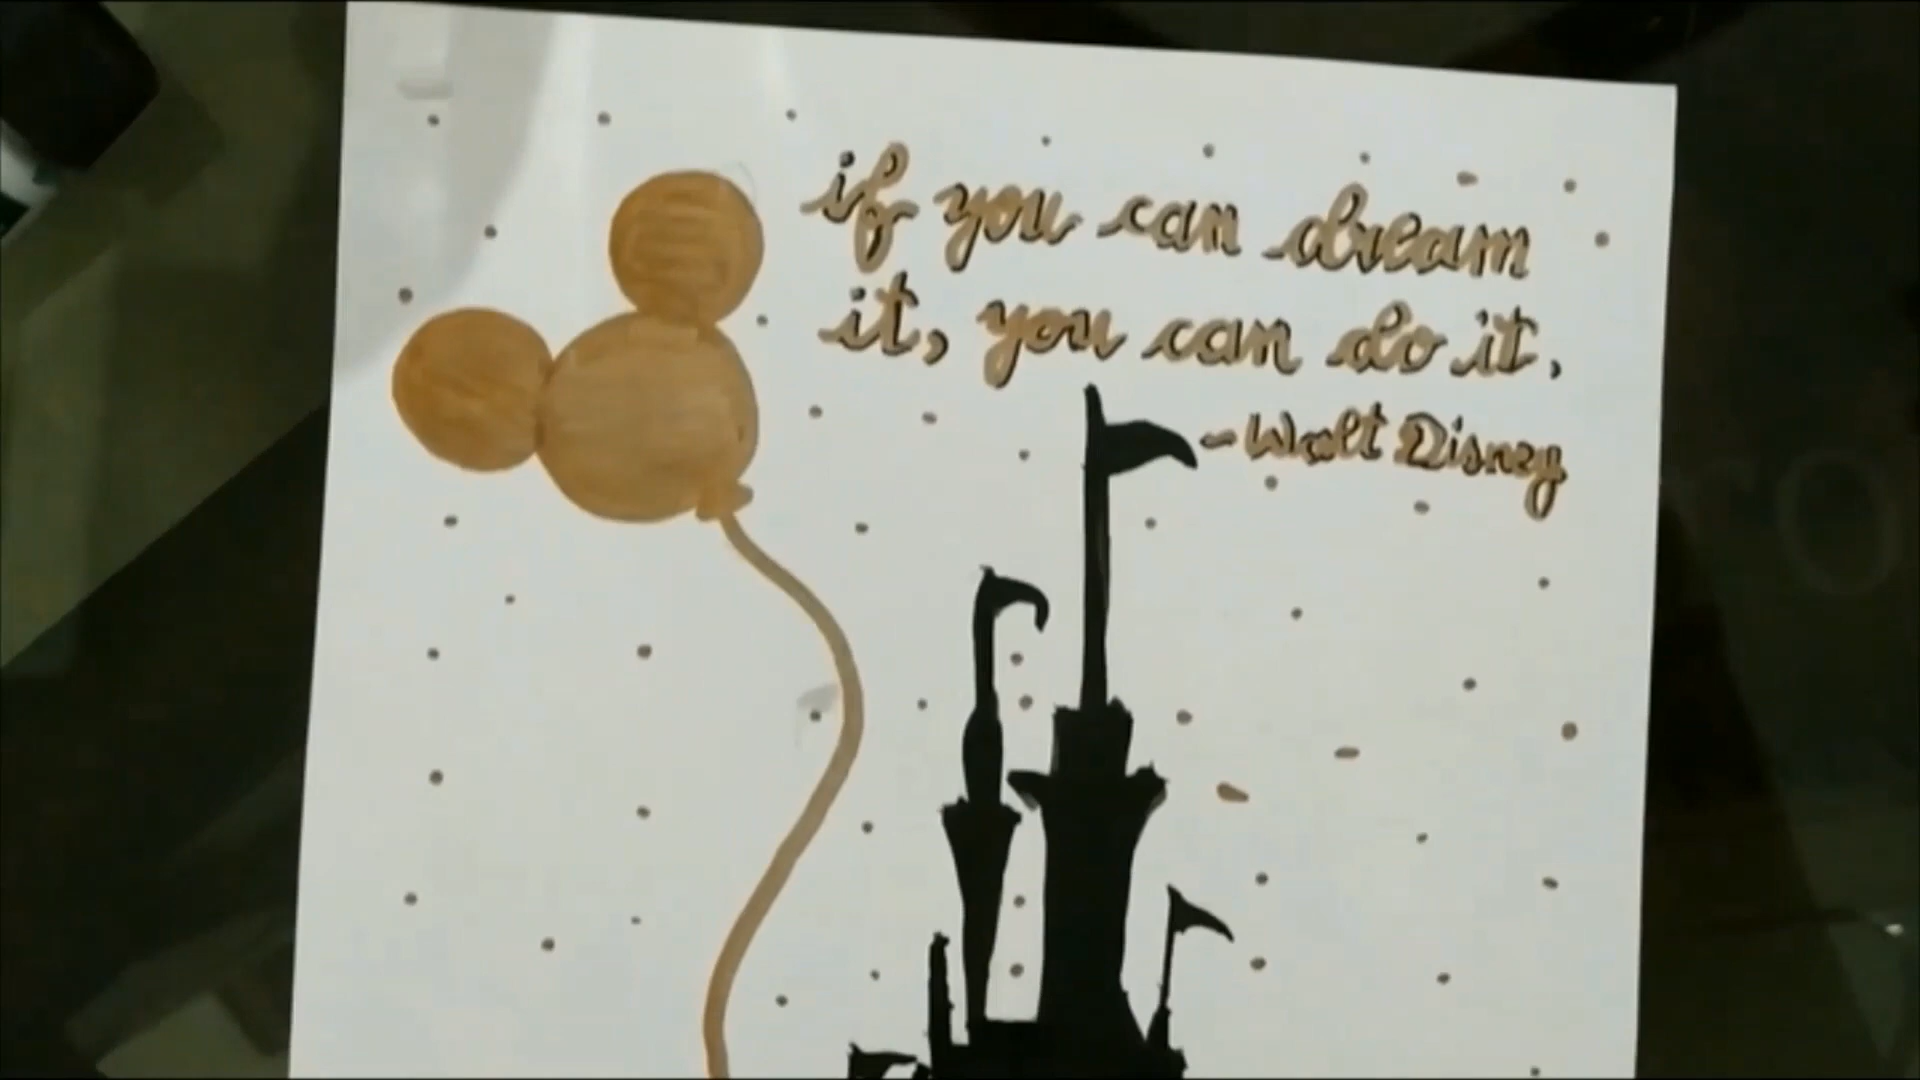 if you can dream
it, you can do it.
~Walt Disney